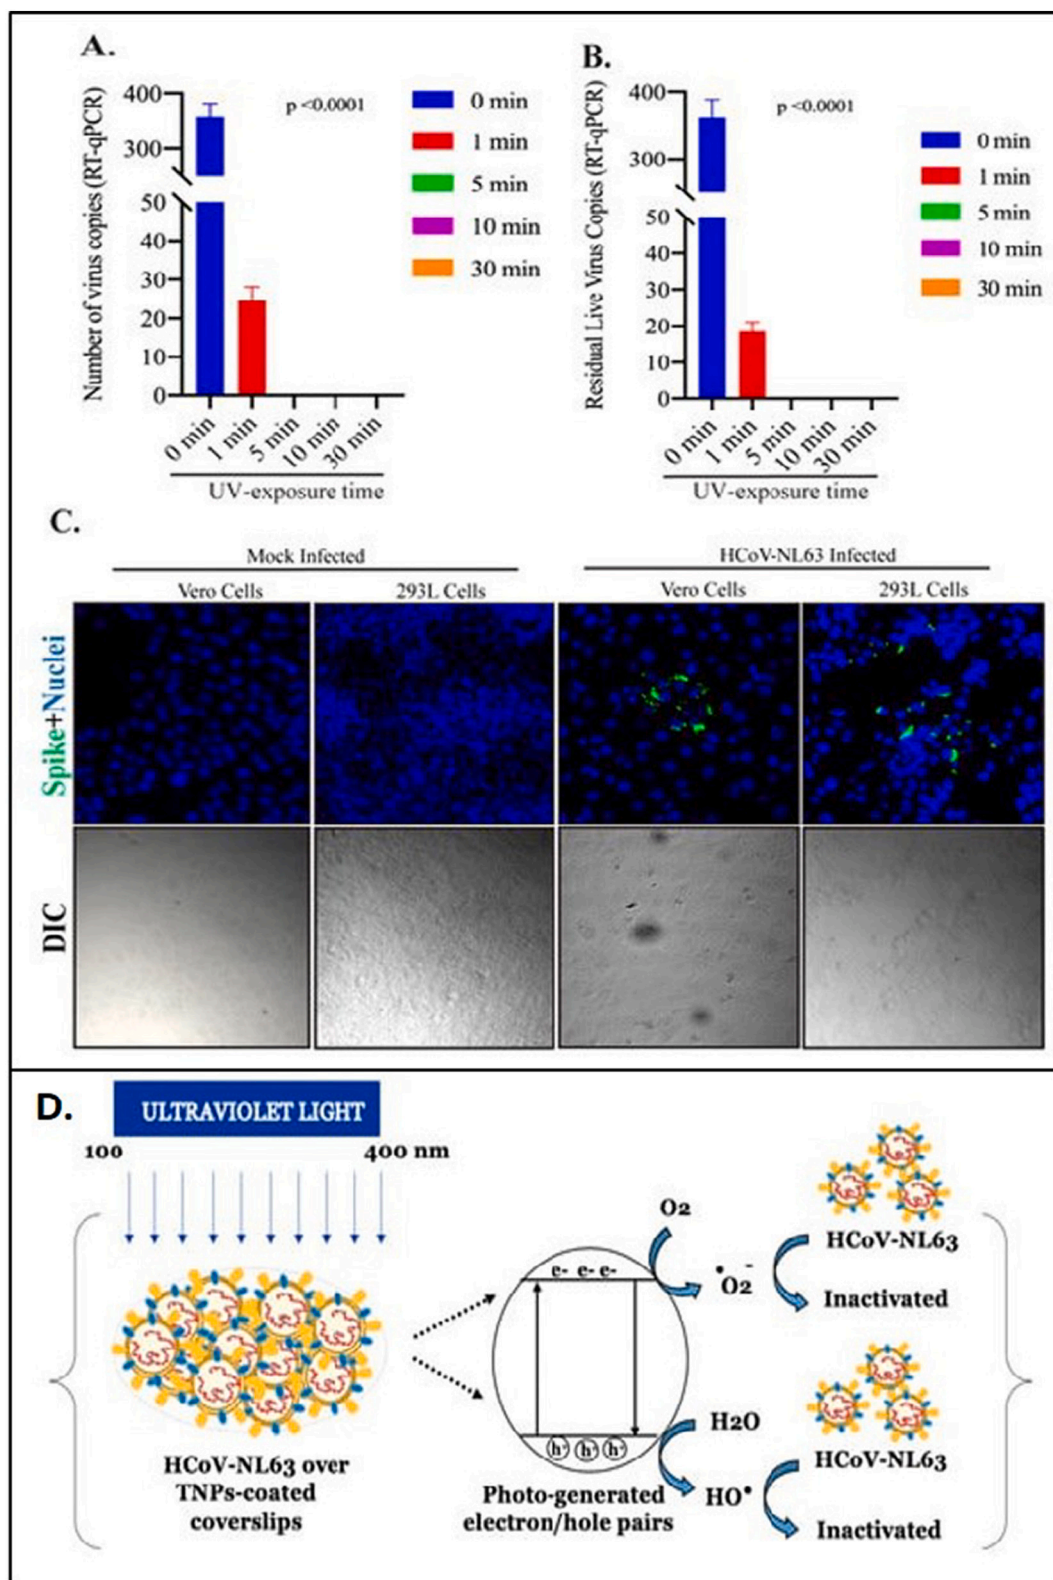 A.
Number of virus copies (RT-qPCR)
400
300
50
40
30
20
10
0
p <0.0001
0 min
1 min
5 min
10 min
30 min
0 min
1 min
5 min
10 min
30 min
UV-exposure time
B.
Residual Live Virus Copies (RT-qPCR)
400
300
50
40
30
20
10
0
p <0.0001
0 min
1 min
5 min
10 min
30 min
0 min
1 min
5 min
10 min
30 min
UV-exposure time
C.
Mock Infected
HCoV-NL63 Infected
Vero Cells
293L Cells
Vero Cells
293L Cells
Spike+Nuclei
DIC
D.
ULTRAVIOLET LIGHT
100
400 nm
HCoV-NL63 over
TNPs-coated
coverslips
e- e- e-
h+ h+ h+
Photo-generated
electron/hole pairs
O2
•O2-
HCoV-NL63
Inactivated
H2O
HO•
HCoV-NL63
Inactivated